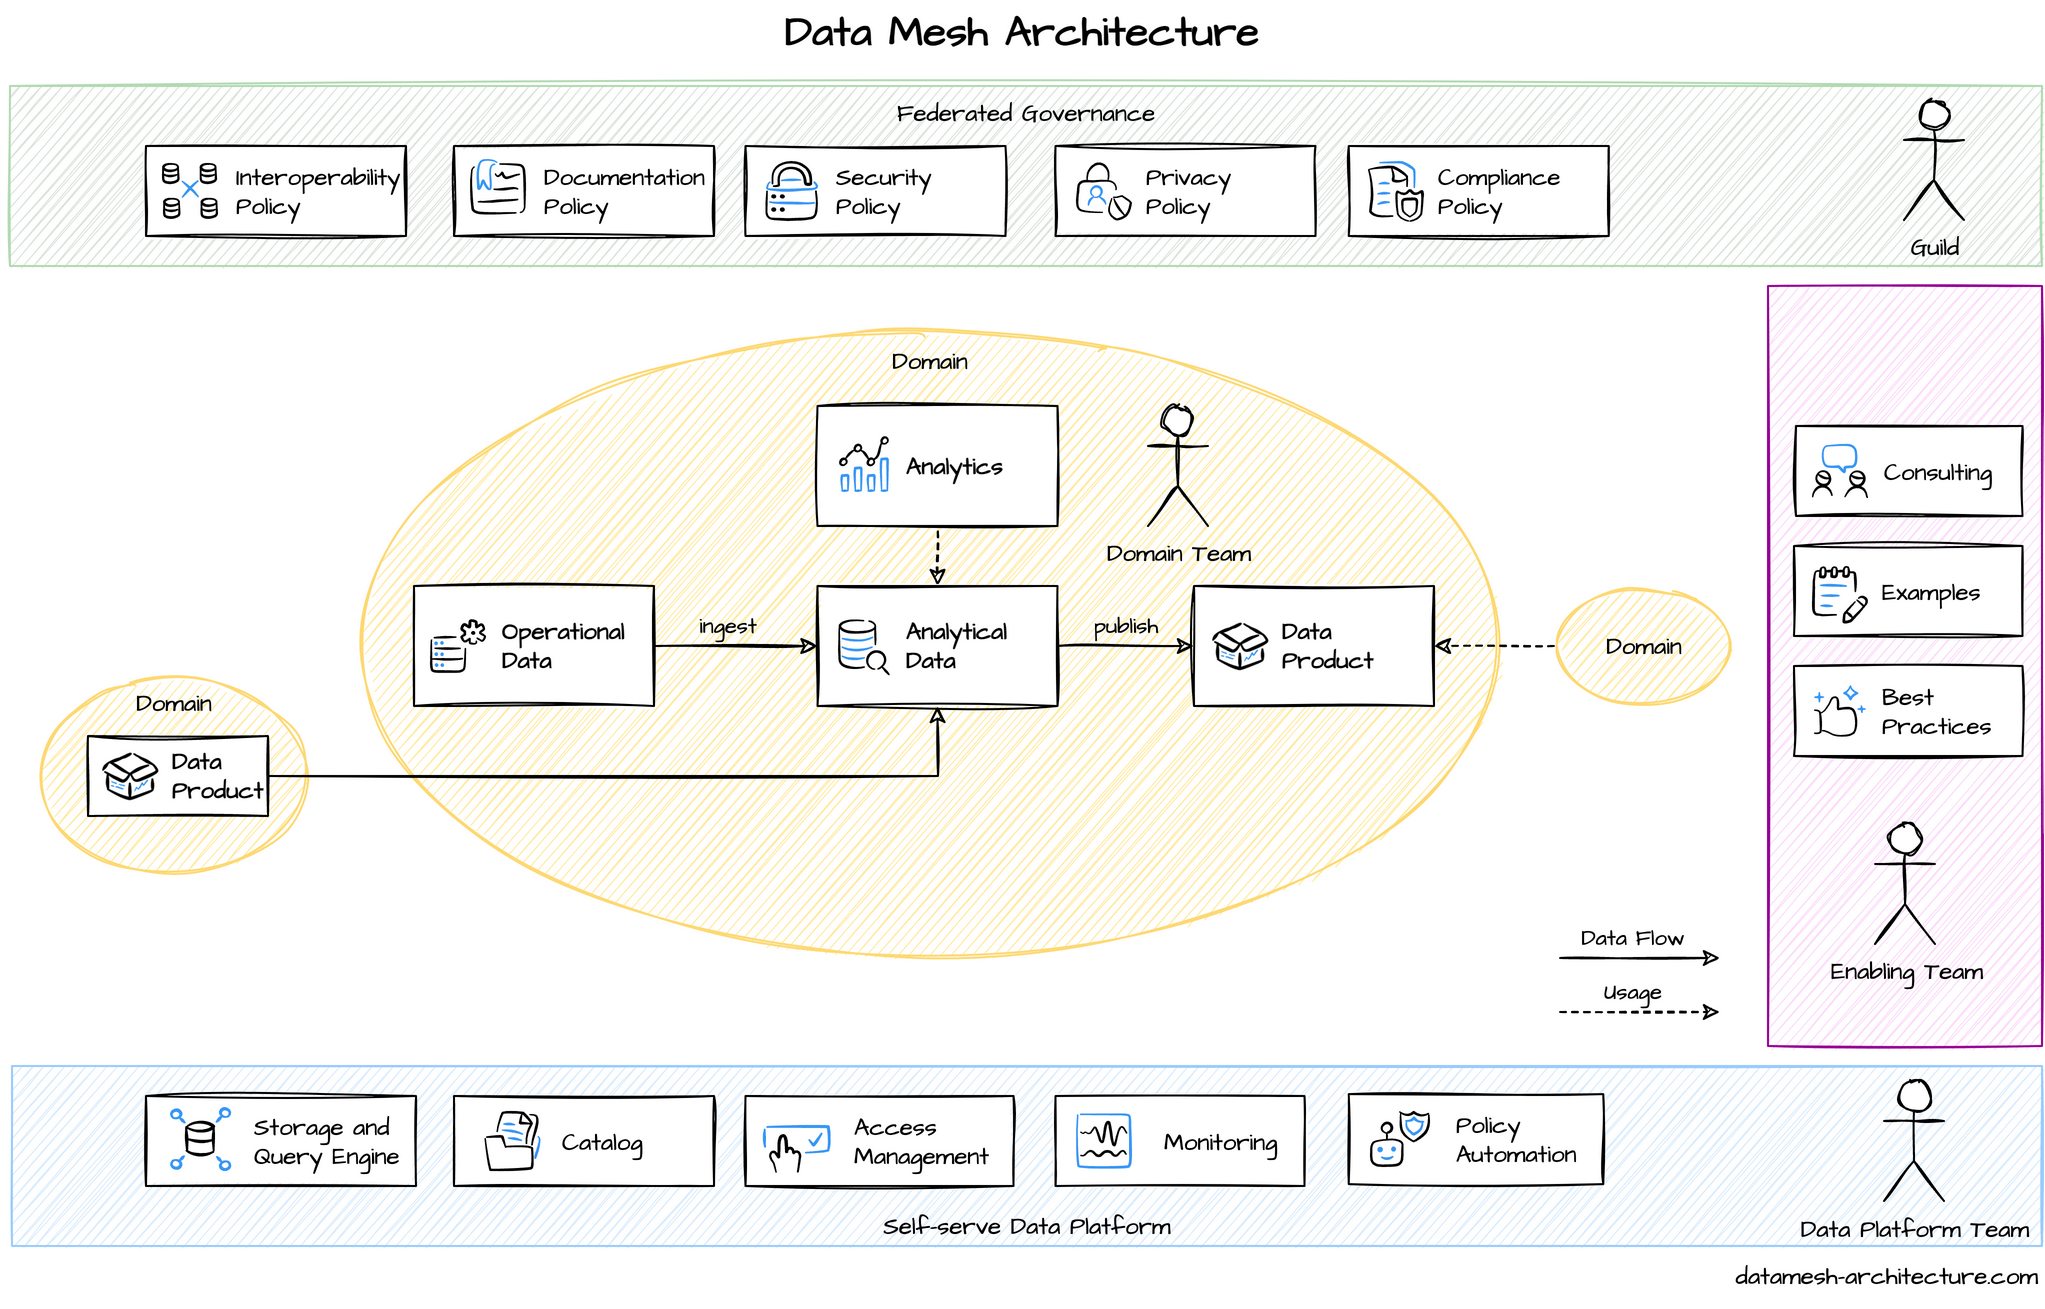 Data Mesh Architecture
Federated Governance
Interoperability
Policy
Documentation
Policy
Security
Policy
Privacy
Policy
Compliance
Policy
Guild
Domain
Analytics
Domain Team
Operational
Data
ingest
Analytical
Data
publish
Data
Product
Domain
Domain
Data
Product
Consulting
Examples
Best
Practices
Enabling Team
Data Flow
Usage
Storage and
Query Engine
Catalog
Access
Management
Monitoring
Policy
Automation
Self-serve Data Platform
Data Platform Team
datamesh-architecture.com